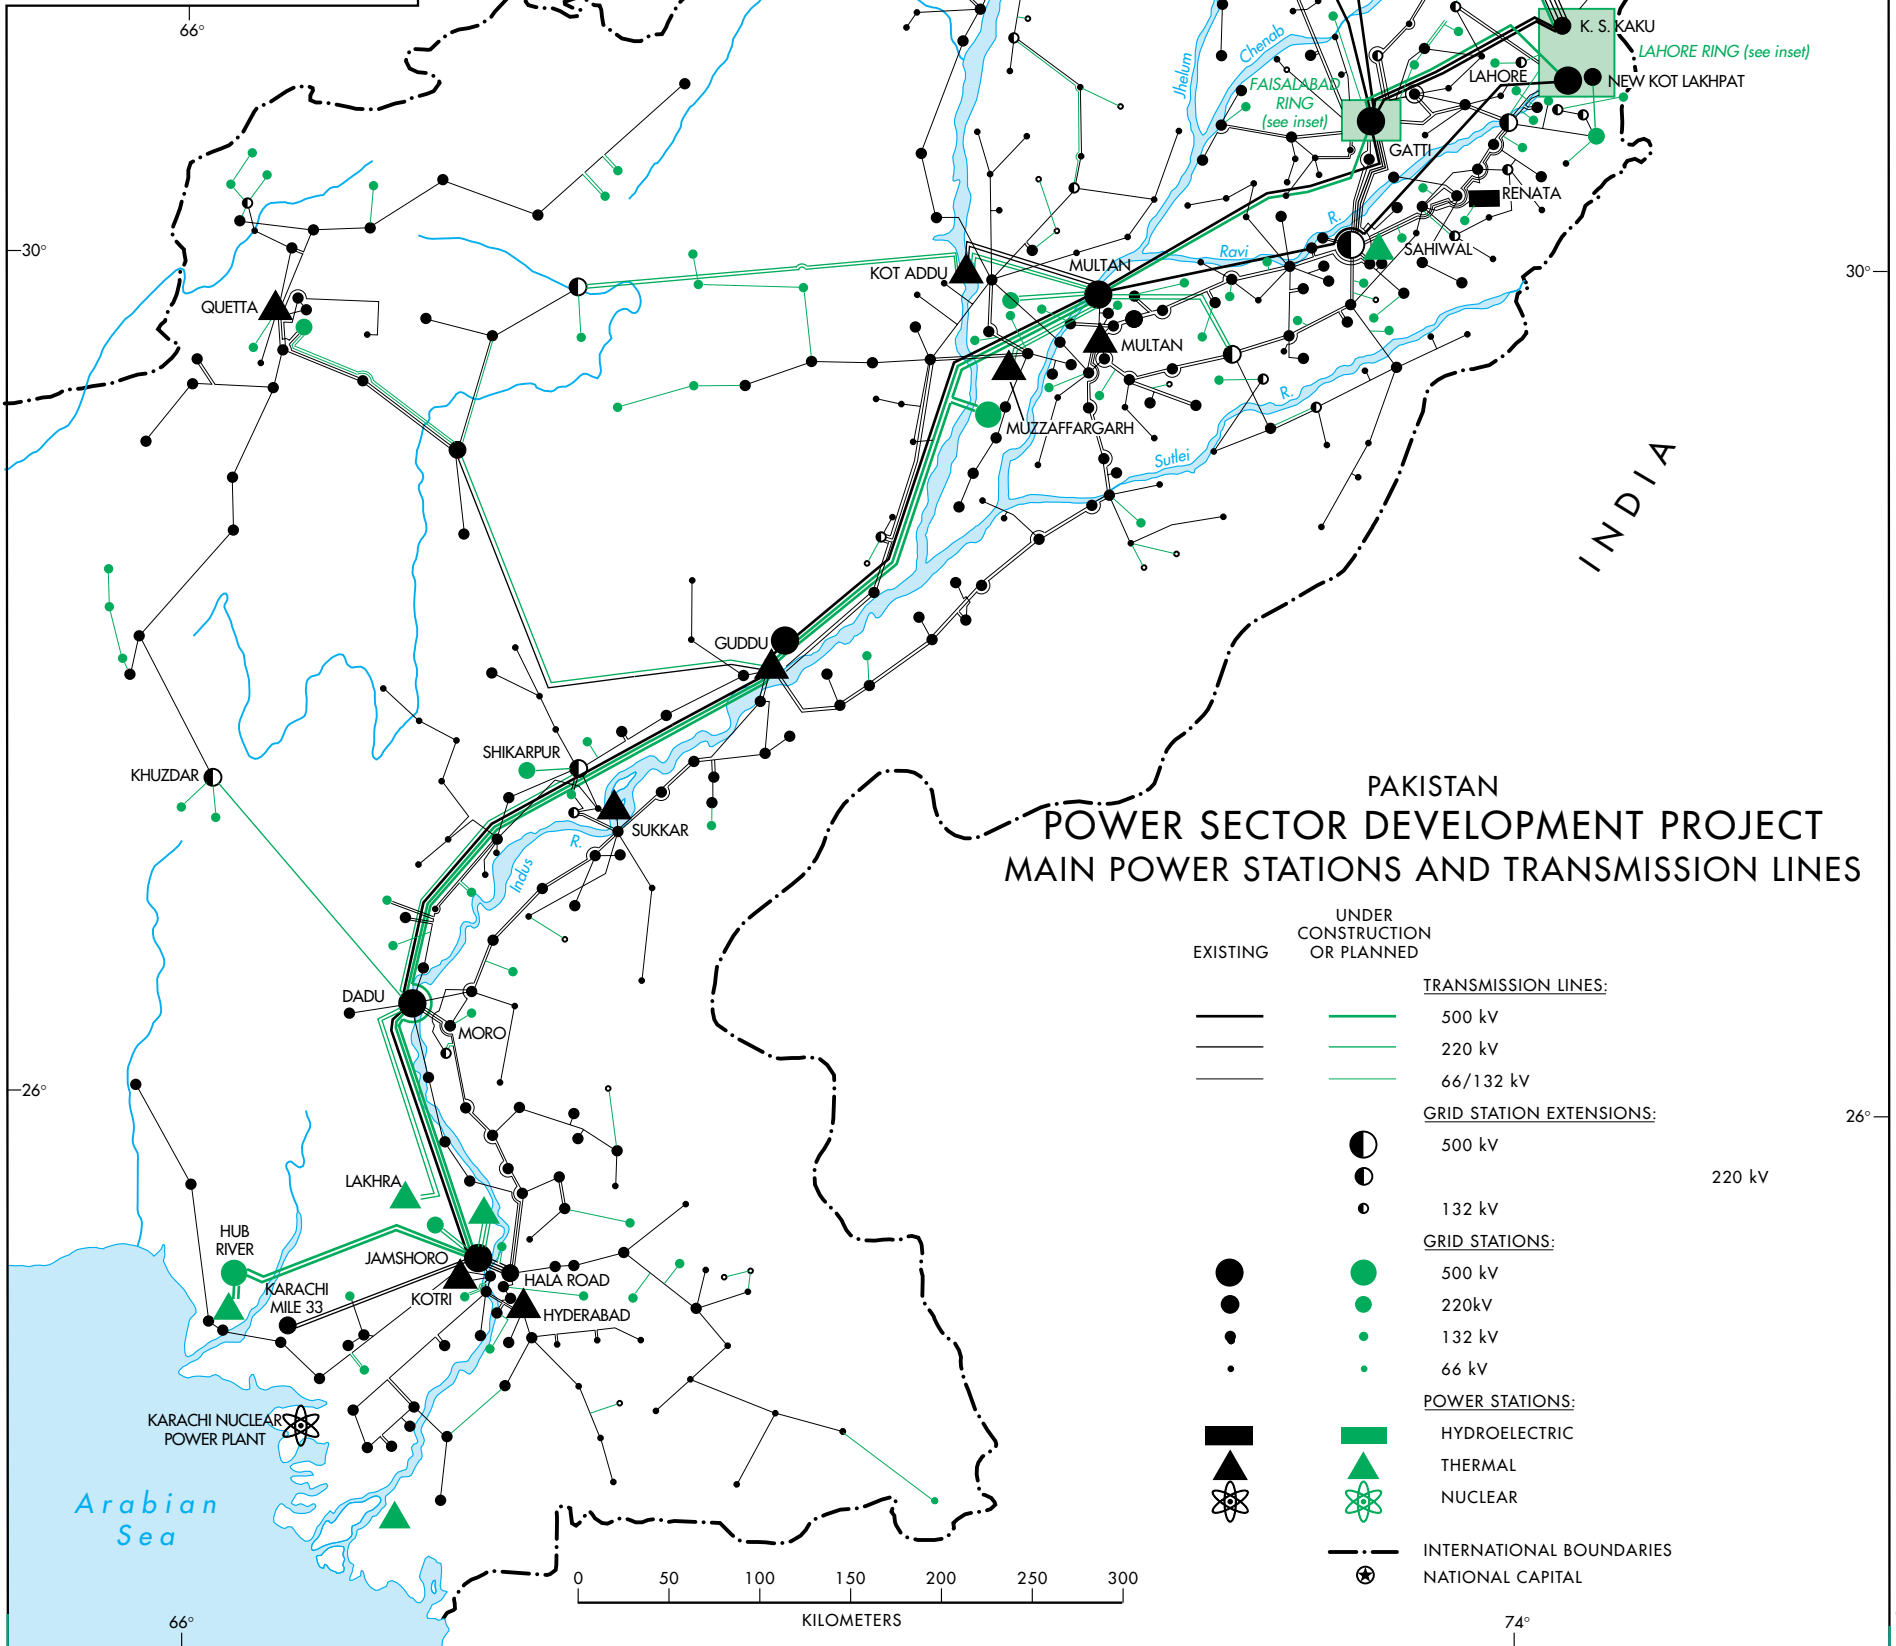 66°
K. S. KAKU
LAHORE RING (see inset)
LAHORE
NEW KOT LAKHPAT
Jhelum
Chenab
FAISALABAD
RING
(see inset)
GATTI
RENATA
R.
30°
Ravi
SAHIWAL
KOT ADDU
MULTAN
30°
QUETTA
MULTAN
R.
MUZZAFFARGARH
Sutlei
INDIA
GUDDU
SHIKARPUR
KHUZDAR
SUKKAR
R.
Indus
PAKISTAN
POWER SECTOR DEVELOPMENT PROJECT
MAIN POWER STATIONS AND TRANSMISSION LINES
EXISTING
UNDER
CONSTRUCTION
OR PLANNED
TRANSMISSION LINES:
500 kV
220 kV
66/132 kV
GRID STATION EXTENSIONS:
500 kV
220 kV
132 kV
GRID STATIONS:
500 kV
220kV
132 kV
66 kV
POWER STATIONS:
HYDROELECTRIC
THERMAL
NUCLEAR
INTERNATIONAL BOUNDARIES
NATIONAL CAPITAL
DADU
MORO
26°
26°
LAKHRA
HUB
RIVER
JAMSHORO
KARACHI
MILE 33
HALA ROAD
KOTRI
HYDERABAD
KARACHI NUCLEAR
POWER PLANT
Arabian
Sea
0 50 100 150 200 250 300
KILOMETERS
66°
74°